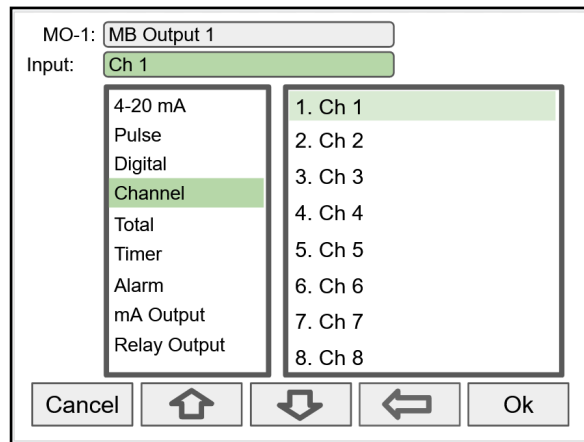 MO-1: MB Output 1
Input: Ch 1
4-20 mA
Pulse
Digital
Channel
Total
Timer
Alarm
mA Output
Relay Output
1. Ch 1
2. Ch 2
3. Ch 3
4. Ch 4
5. Ch 5
6. Ch 6
7. Ch 7
8. Ch 8
Cancel Ok